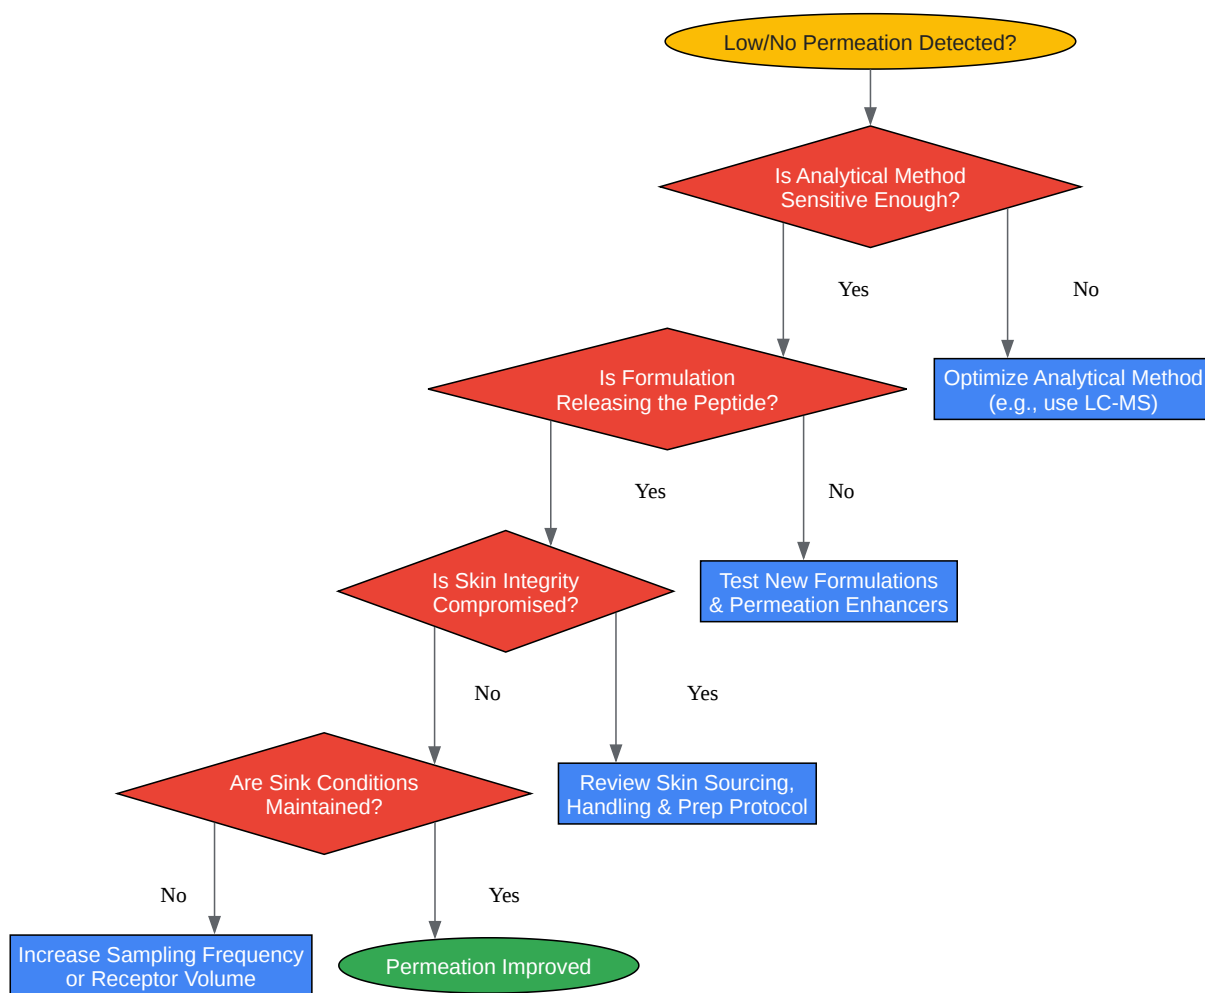 Low/No Permeation Detected?
Is Analytical Method
Sensitive Enough?
Yes
No
Is Formulation
Releasing the Peptide?
Optimize Analytical Method
(e.g., use LC-MS)
Yes
No
Is Skin Integrity
Compromised?
Test New Formulations
& Permeation Enhancers
No
Yes
Are Sink Conditions
Maintained?
Review Skin Sourcing,
Handling & Prep Protocol
No
Yes
Increase Sampling Frequency
or Receptor Volume
Permeation Improved